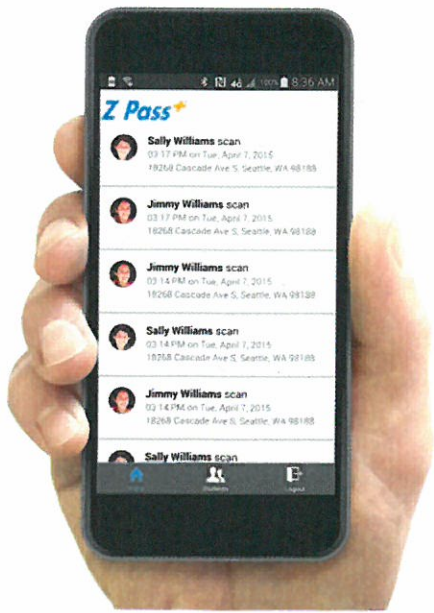 100% 8:36 AM
Z Pass+
Sally Williams scan
03:17 PM on Tue, April 7, 2015
18268 Cascade Ave S, Seattle, WA 98188
Jimmy Williams scan
03:17 PM on Tue, April 7, 2015
18268 Cascade Ave S, Seattle, WA 98188
Jimmy Williams scan
03:14 PM on Tue, April 7, 2015
18268 Cascade Ave S, Seattle, WA 98188
Sally Williams scan
03:14 PM on Tue, April 7, 2015
18268 Cascade Ave S, Seattle, WA 98188
Jimmy Williams scan
03:14 PM on Tue, April 7, 2015
18268 Cascade Ave S, Seattle, WA 98188
Sally Williams scan
Students Logout